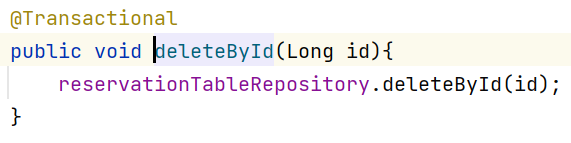 @Transactional
public void deleteById(Long id){
    reservationTableRepository.deleteById(id);
}